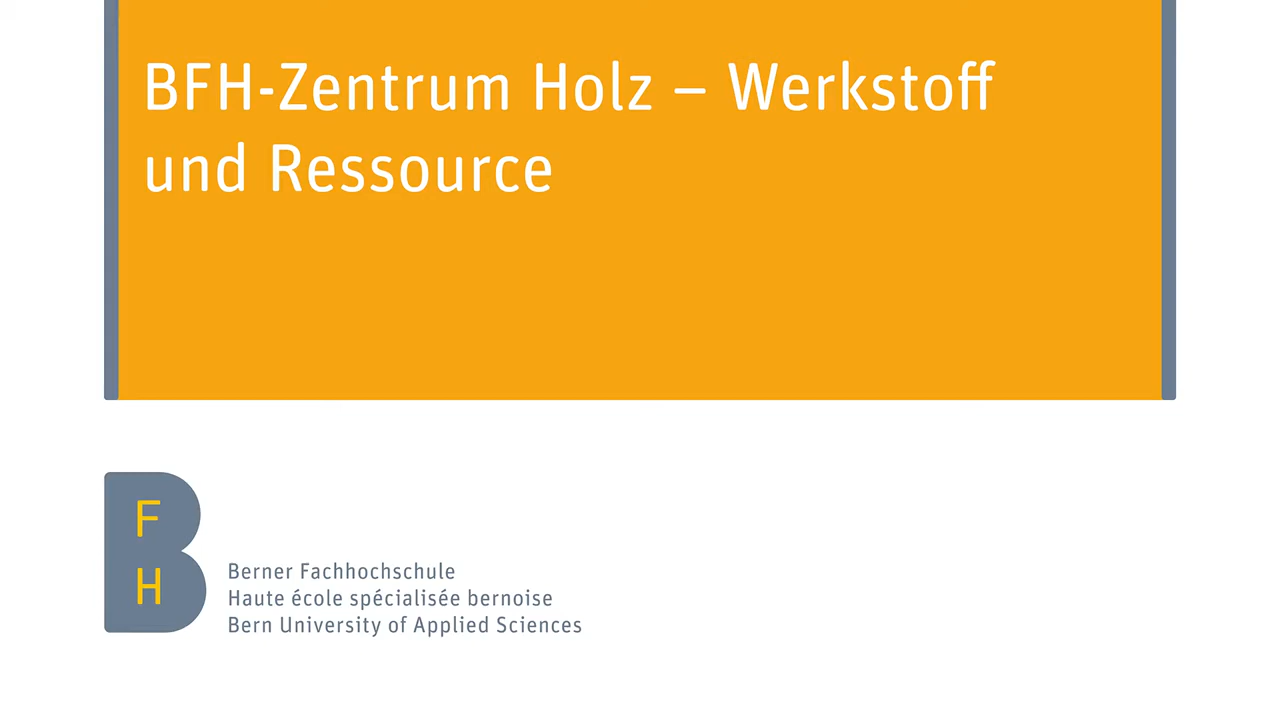 BFH-Zentrum Holz – Werkstoff
und Ressource
F
H
Berner Fachhochschule
Haute école spécialisée bernoise
Bern University of Applied Sciences